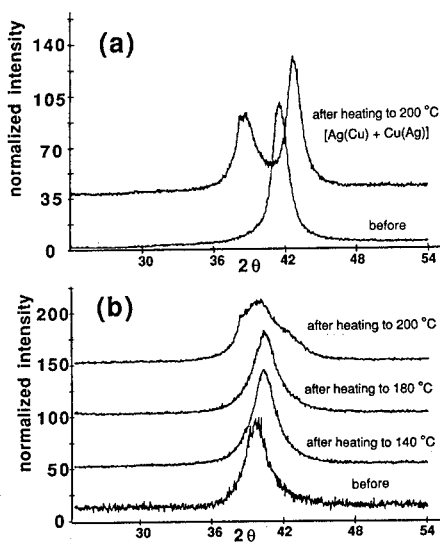 (a)
normalized intensity
140
105
70
35
0
after heating to 200 °C
[Ag(Cu) + Cu(Ag)]
before
30
36
42
48
54
2θ
(b)
normalized intensity
200
150
100
50
0
after heating to 200 °C
after heating to 180 °C
after heating to 140 °C
before
30
36
42
48
54
2θ